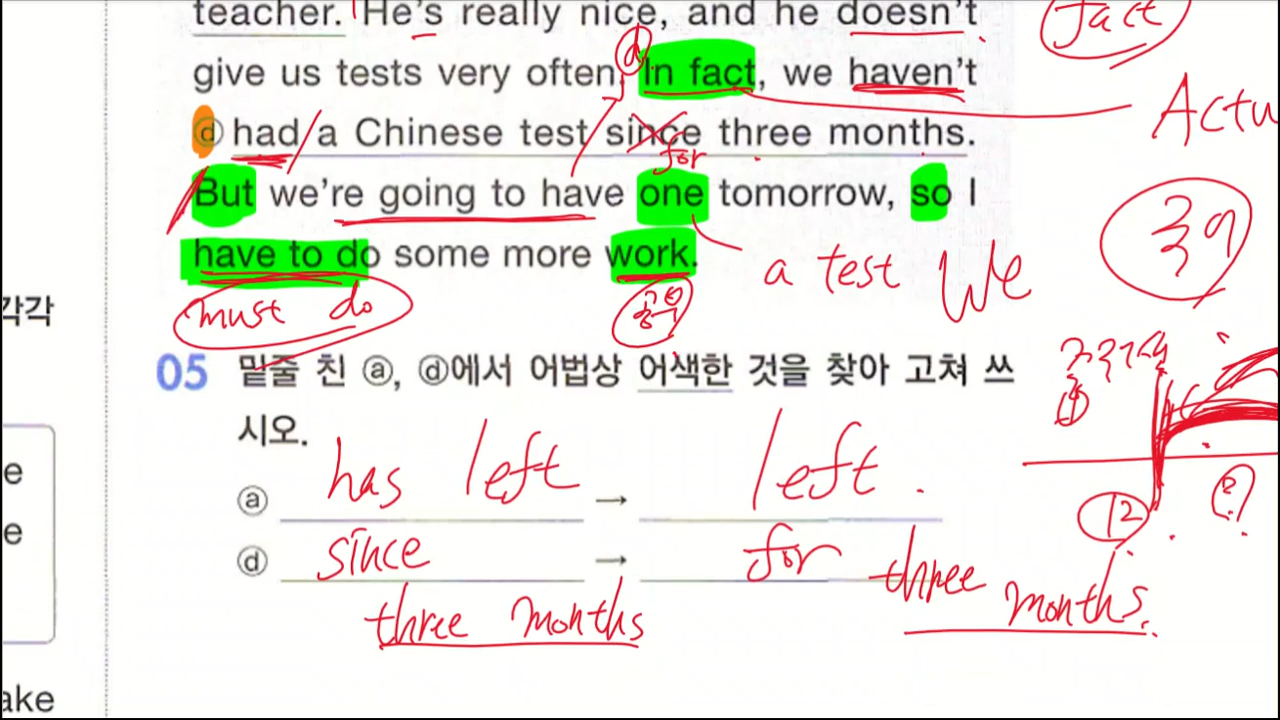 teacher. He's really nice, and he doesn't
fact
give us tests very often. ⓓ In fact, we haven't
Actu
ⓓ had a Chinese test since three months.
for
But we're going to have one tomorrow, so I
have to do some more work.
a test We
must do
공부
각각
05 밑줄 친 ⓐ, ⓓ에서 어법상 어색한 것을 찾아 고쳐 쓰
시오.
ⓐ has left → left.
e
12
?
e
ⓓ since → for three months.
three months
ake